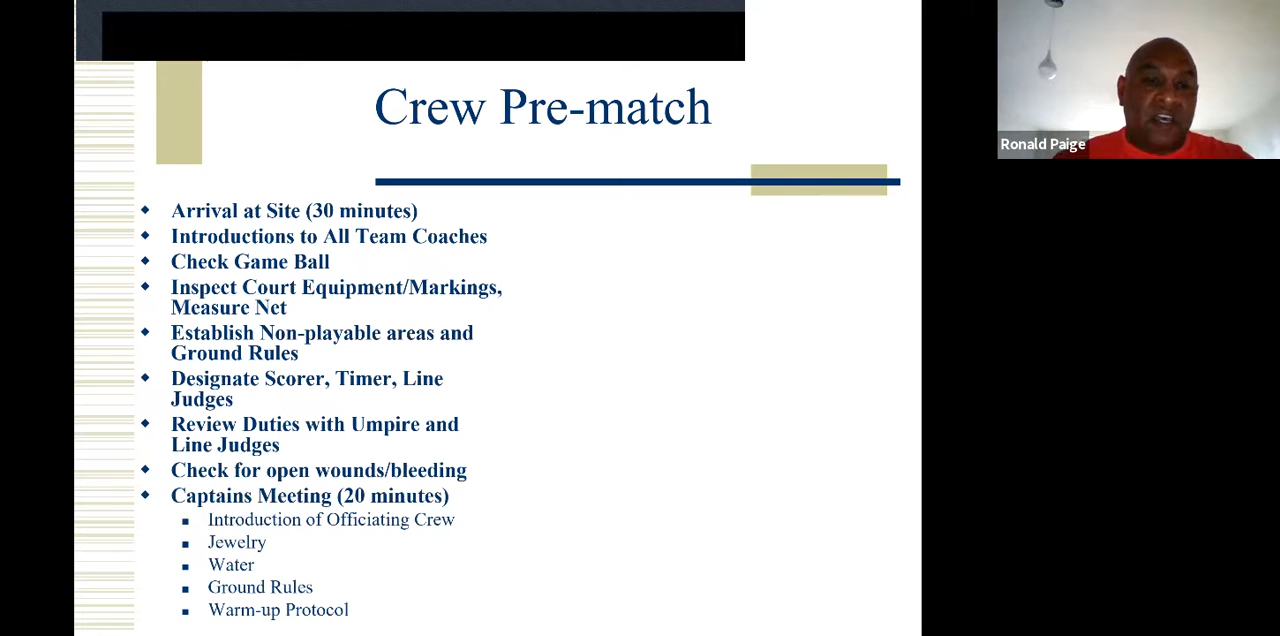 Crew Pre-match
Ronald Paige
Arrival at Site (30 minutes)
Introductions to All Team Coaches
Check Game Ball
Inspect Court Equipment/Markings,
Measure Net
Establish Non-playable areas and
Ground Rules
Designate Scorer, Timer, Line
Judges
Review Duties with Umpire and
Line Judges
Check for open wounds/bleeding
Captains Meeting (20 minutes)
Introduction of Officiating Crew
Jewelry
Water
Ground Rules
Warm-up Protocol